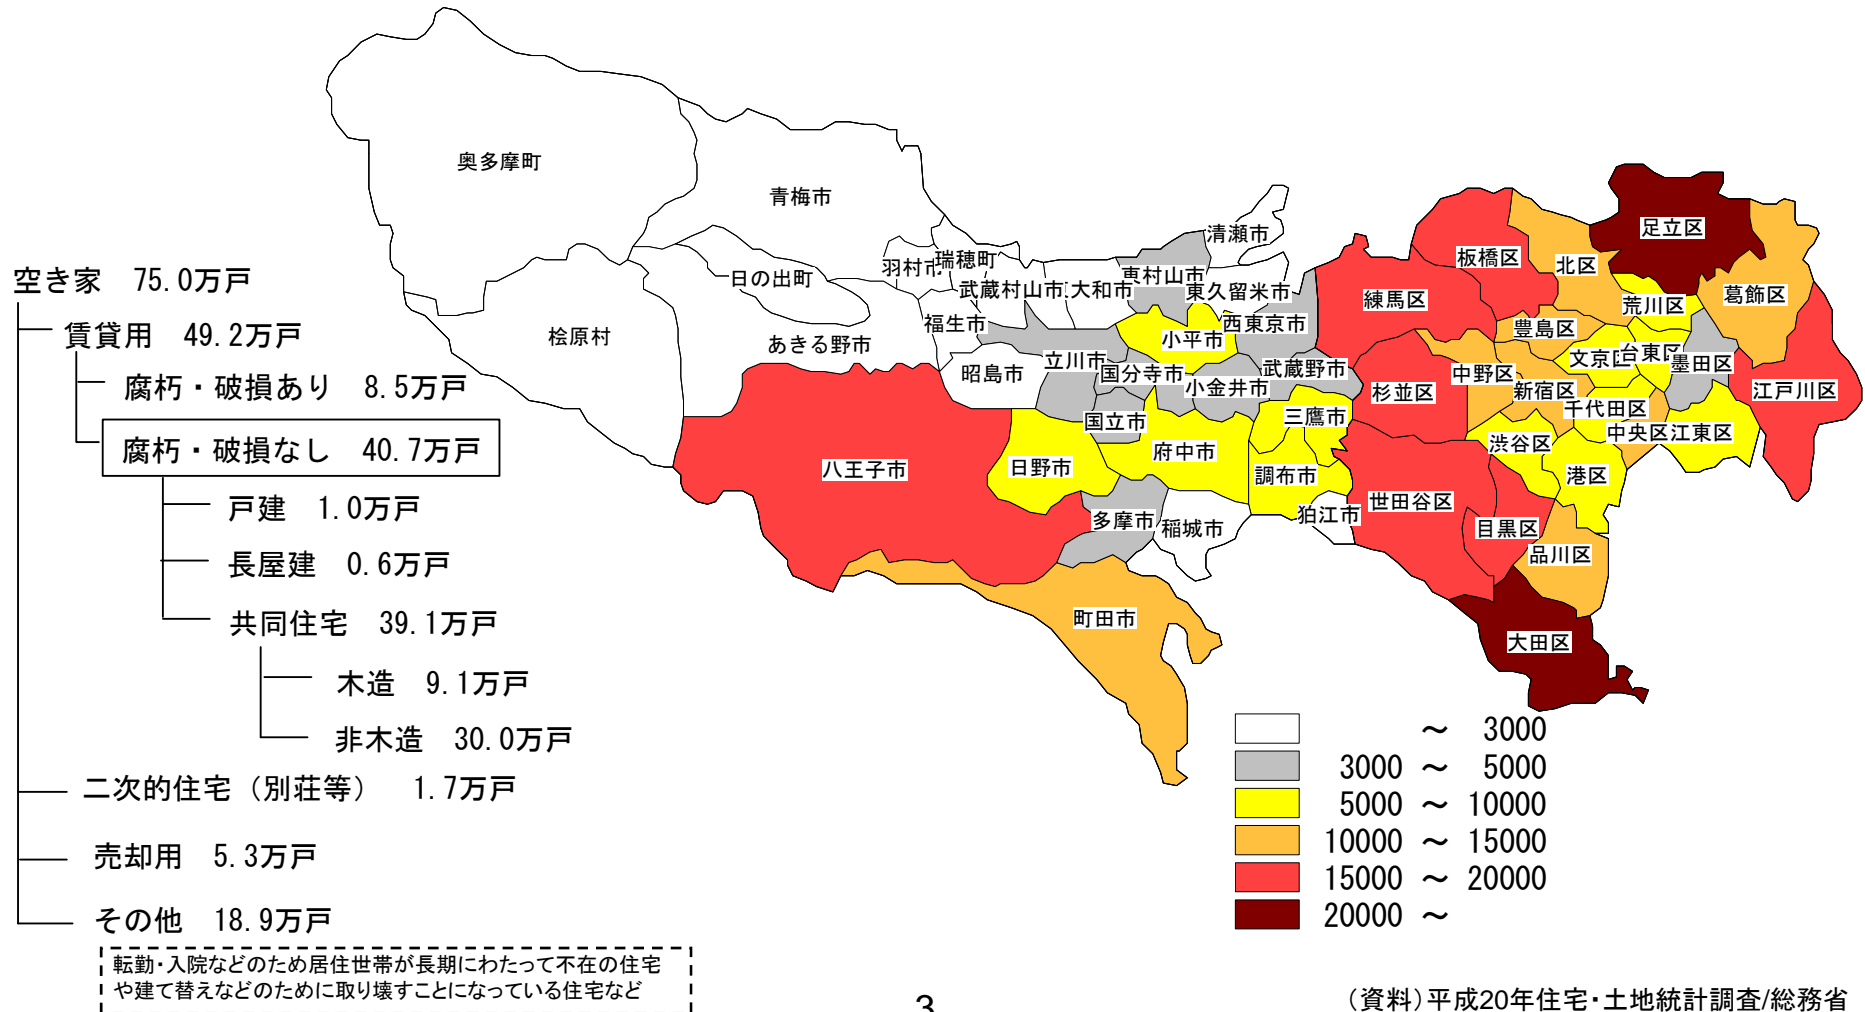 空き家　75.0万戸
賃貸用　49.2万戸
腐朽・破損あり　8.5万戸
腐朽・破損なし　40.7万戸
戸建　1.0万戸
長屋建　0.6万戸
共同住宅　39.1万戸
木造　9.1万戸
非木造　30.0万戸
二次的住宅（別荘等）　1.7万戸
売却用　5.3万戸
その他　18.9万戸
転勤・入院などのため居住世帯が長期にわたって不在の住宅
や建て替えなどのために取り壊すことになっている住宅など
奥多摩町
青梅市
日の出町
桧原村
あきる野市
羽村市
瑞穂町
武蔵村山市
福生市
昭島市
立川市
大和市
東村山市
清瀬市
東久留米市
西東京市
小平市
国分寺市
小金井市
武蔵野市
国立市
三鷹市
府中市
調布市
狛江市
日野市
八王子市
多摩市
稲城市
町田市
足立区
板橋区
北区
葛飾区
練馬区
荒川区
豊島区
文京区
台東区
墨田区
江戸川区
中野区
新宿区
杉並区
千代田区
中央区
江東区
渋谷区
港区
世田谷区
目黒区
品川区
大田区
～　3000
3000　～　5000
5000　～　10000
10000　～　15000
15000　～　20000
20000　～
3
（資料）平成20年住宅・土地統計調査/総務省